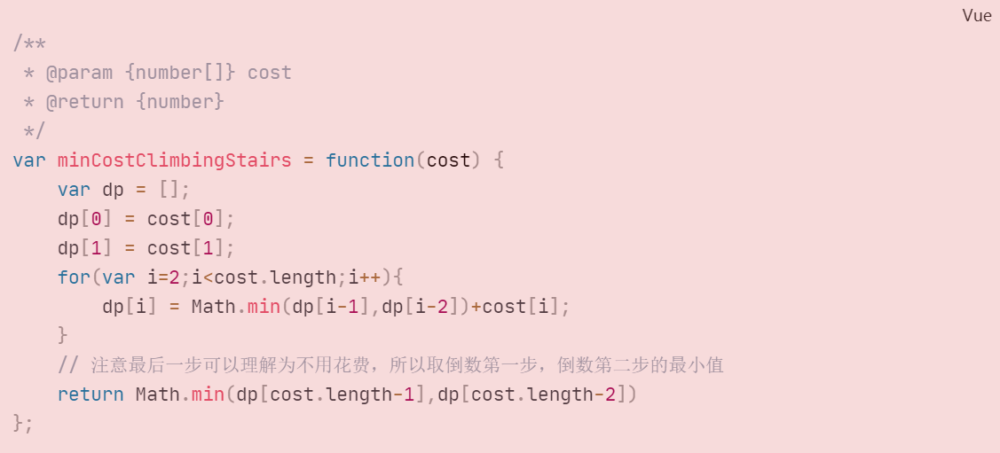 Vue
/**
 * @param {number[]} cost
 * @return {number}
 */
var minCostClimbingStairs = function(cost) {
    var dp = [];
    dp[0] = cost[0];
    dp[1] = cost[1];
    for(var i=2;i<cost.length;i++){
        dp[i] = Math.min(dp[i-1],dp[i-2])+cost[i];
    }
    // 注意最后一步可以理解为不用花费，所以取倒数第一步，倒数第二步的最小值
    return Math.min(dp[cost.length-1],dp[cost.length-2])
};